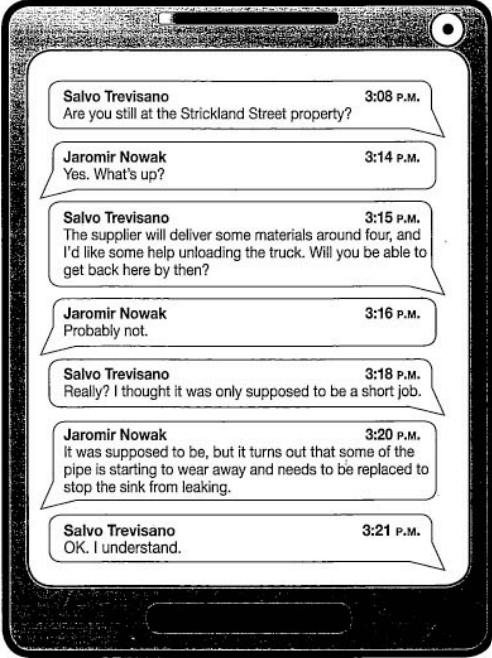 Salvo Trevisano 3:08 P.M.
Are you still at the Strickland Street property?
Jaromir Nowak 3:14 P.M.
Yes. What's up?
Salvo Trevisano 3:15 P.M.
The supplier will deliver some materials around four, and
I'd like some help unloading the truck. Will you be able to
get back here by then?
Jaromir Nowak 3:16 P.M.
Probably not.
Salvo Trevisano 3:18 P.M.
Really? I thought it was only supposed to be a short job.
Jaromir Nowak 3:20 P.M.
It was supposed to be, but it turns out that some of the
pipe is starting to wear away and needs to be replaced to
stop the sink from leaking.
Salvo Trevisano 3:21 P.M.
OK. I understand.